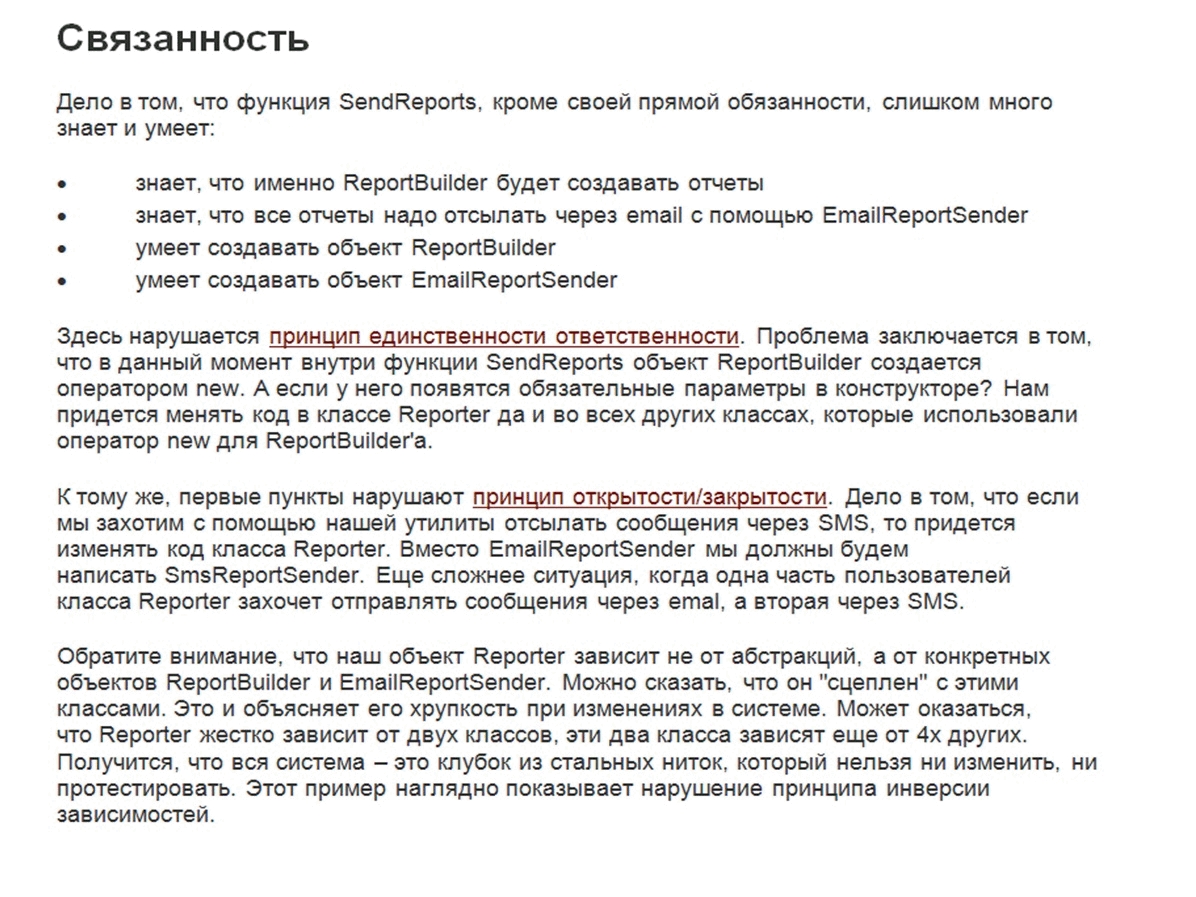 Связанность
Дело в том, что функция SendReports, кроме своей прямой обязанности, слишком много
знает и умеет:
• знает, что именно ReportBuilder будет создавать отчеты
• знает, что все отчеты надо отсылать через email с помощью EmailReportSender
• умеет создавать объект ReportBuilder
• умеет создавать объект EmailReportSender
Здесь нарушается принцип единственности ответственности. Проблема заключается в том,
что в данный момент внутри функции SendReports объект ReportBuilder создается
оператором new. А если у него появятся обязательные параметры в конструкторе? Нам
придется менять код в классе Reporter да и во всех других классах, которые использовали
оператор new для ReportBuilder'а.
К тому же, первые пункты нарушают принцип открытости/закрытости. Дело в том, что если
мы захотим с помощью нашей утилиты отсылать сообщения через SMS, то придется
изменять код класса Reporter. Вместо EmailReportSender мы должны будем
написать SmsReportSender. Еще сложнее ситуация, когда одна часть пользователей
класса Reporter захочет отправлять сообщения через emal, а вторая через SMS.
Обратите внимание, что наш объект Reporter зависит не от абстракций, а от конкретных
объектов ReportBuilder и EmailReportSender. Можно сказать, что он "сцеплен" с этими
классами. Это и объясняет его хрупкость при изменениях в системе. Может оказаться,
что Reporter жестко зависит от двух классов, эти два класса зависят еще от 4х других.
Получится, что вся система – это клубок из стальных ниток, который нельзя ни изменить, ни
протестировать. Этот пример наглядно показывает нарушение принципа инверсии
зависимостей.